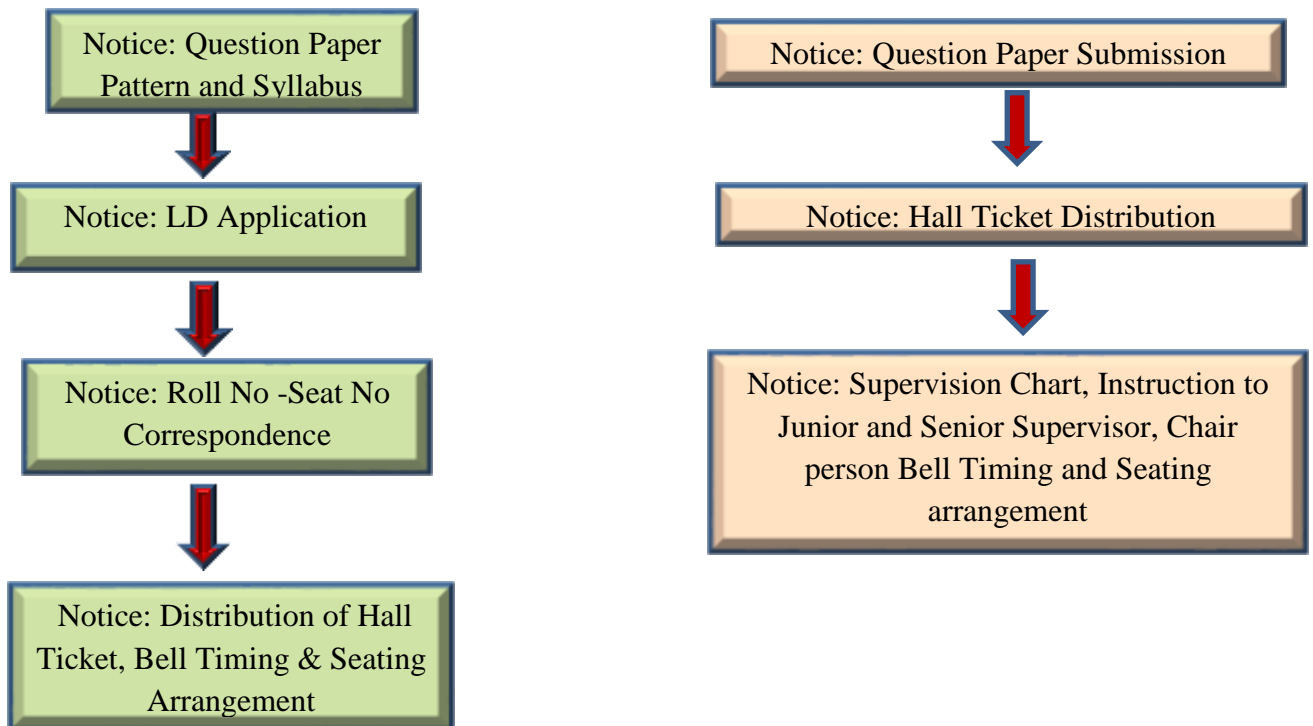 Notice: Question Paper
Pattern and Syllabus
Notice: LD Application
Notice: Roll No -Seat No
Correspondence
Notice: Distribution of Hall
Ticket, Bell Timing & Seating
Arrangement
Notice: Question Paper Submission
Notice: Hall Ticket Distribution
Notice: Supervision Chart, Instruction to
Junior and Senior Supervisor, Chair
person Bell Timing and Seating
arrangement